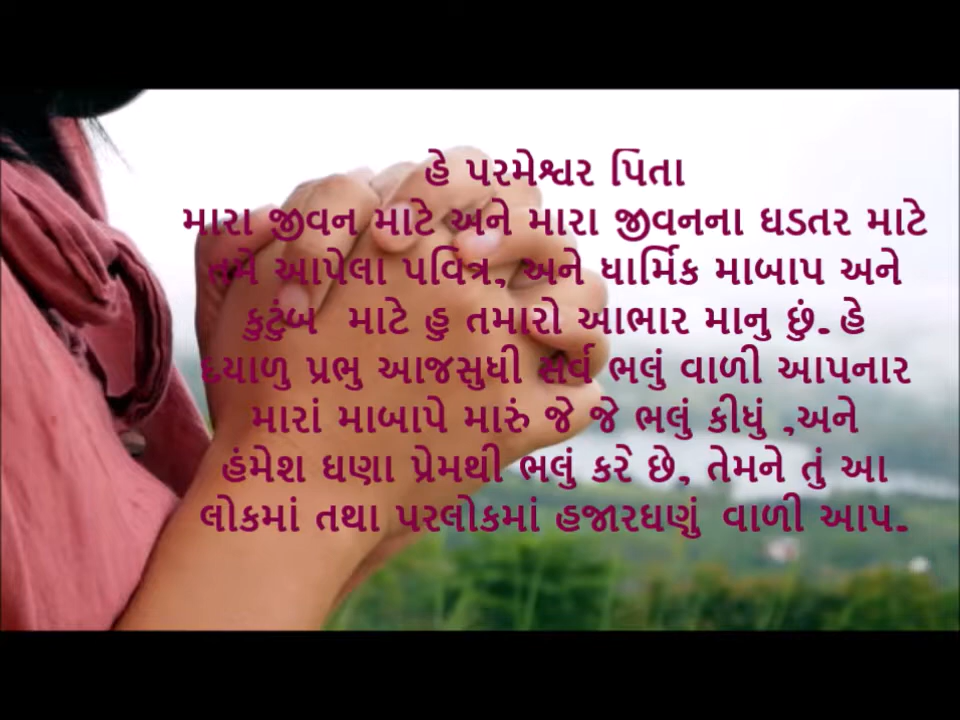 હે પરમેશ્વર પિતા
મારા જીવન માટે અને મારા જીવનના ઘડતર માટે
તમે આપેલા પવિત્ર, અને ધાર્મિક માબાપ અને
કુટુંબ માટે હુ તમારો આભાર માનુ છું. હે
દયાળુ પ્રભુ આજસુધી સર્વ ભલું વાળી આપનાર
મારાં માબાપે મારું જે જે ભલું કીધું ,અને
હંમેશ ઘણા પ્રેમથી ભલું કરે છે, તેમને તું આ
લોકમાં તથા પરલોકમાં હજારઘણું વાળી આપ.